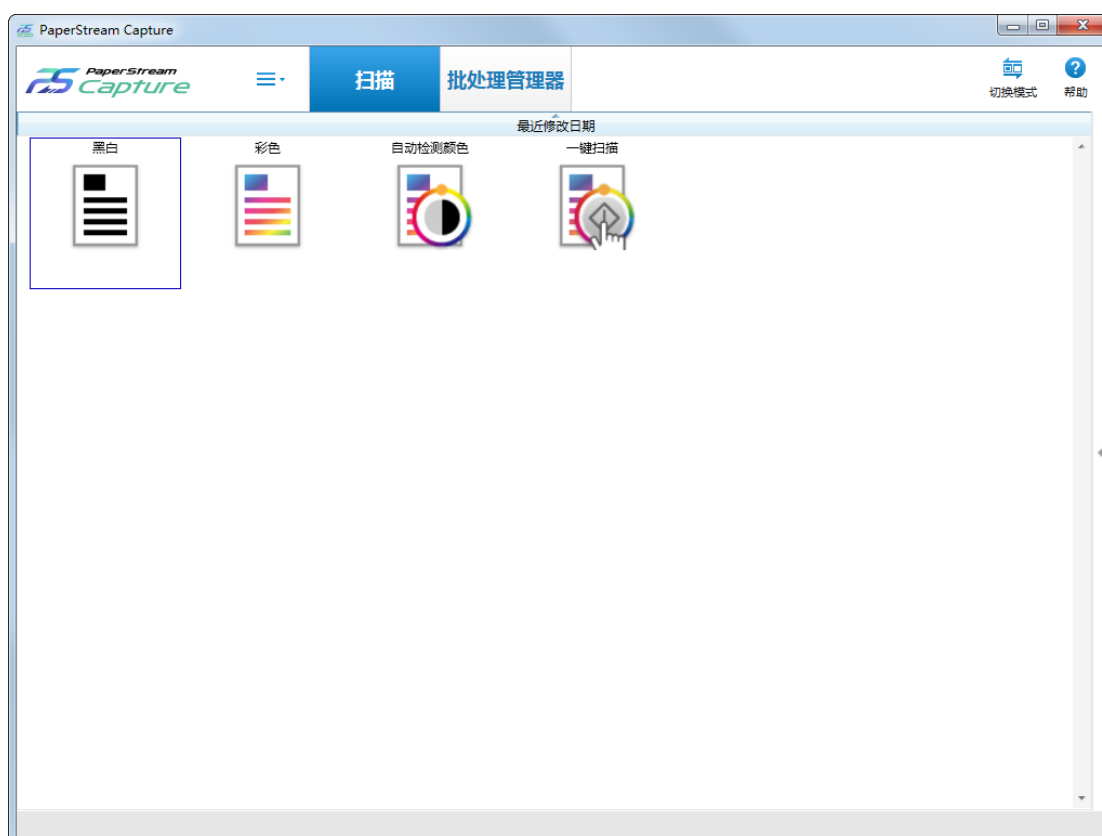 PaperStream Capture
PaperStream
Capture
扫描
批处理管理器
切换模式
帮助
最近修改日期
黑白
彩色
自动检测颜色
一键扫描